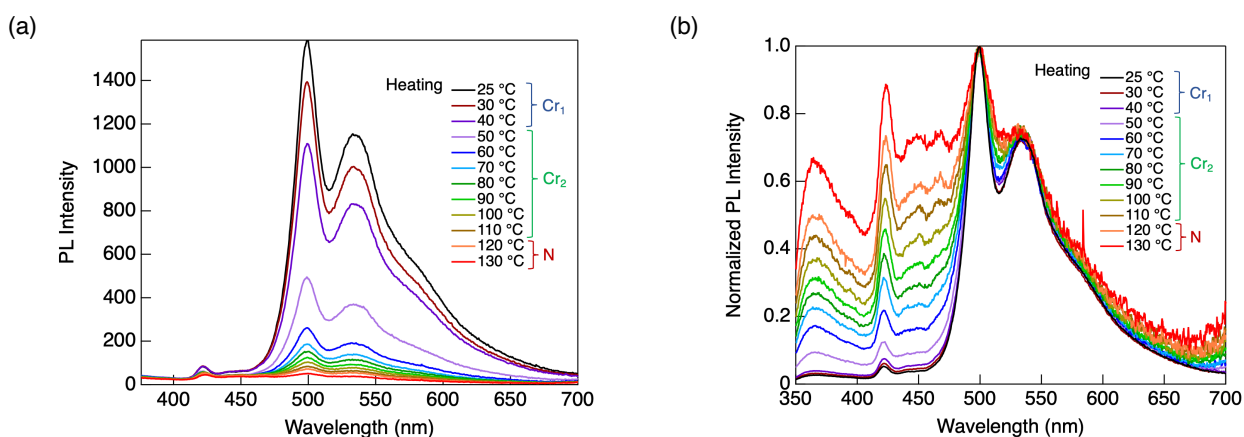 (a)
PL Intensity
1400
1200
1000
800
600
400
200
0
400
450
500
550
600
650
700
Wavelength (nm)
Heating
25 °C
30 °C
40 °C
50 °C
60 °C
70 °C
80 °C
90 °C
100 °C
110 °C
120 °C
130 °C
Cr₁
Cr₂
N
(b)
Normalized PL Intensity
1.0
0.8
0.6
0.4
0.2
0
350
400
450
500
550
600
650
700
Wavelength (nm)
Heating
25 °C
30 °C
40 °C
50 °C
60 °C
70 °C
80 °C
90 °C
100 °C
110 °C
120 °C
130 °C
Cr₁
Cr₂
N